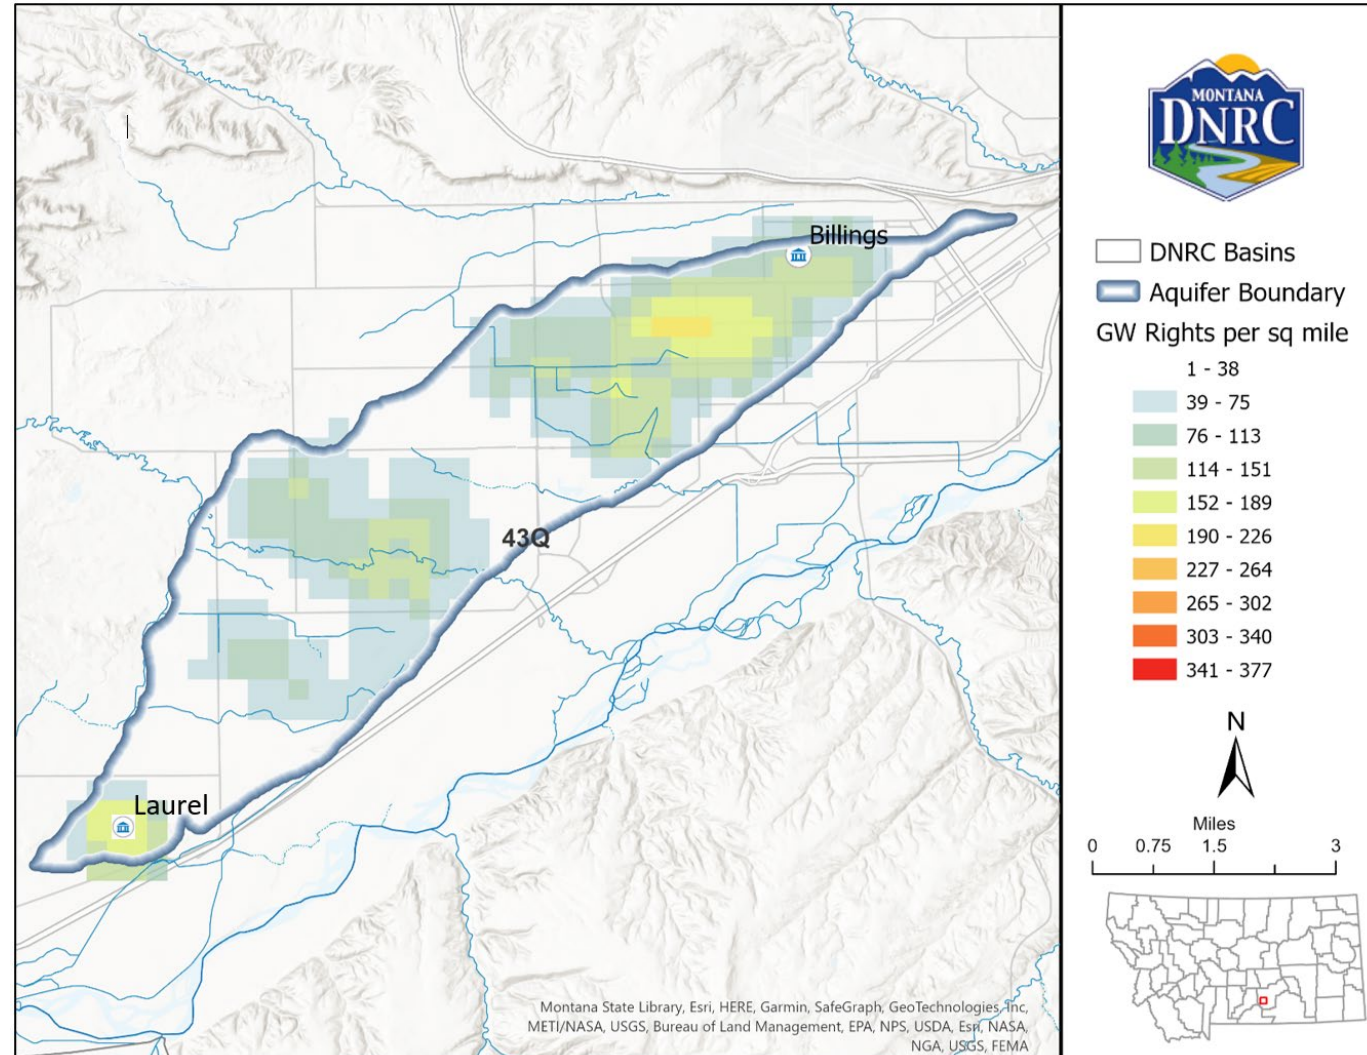 Billings
43Q
Laurel
Montana State Library, Esri, HERE, Garmin, SafeGraph, GeoTechnologies, Inc,
METI/NASA, USGS, Bureau of Land Management, EPA, NPS, USDA, Esri, NASA,
NGA, USGS, FEMA
MONTANA
DNRC
DNRC Basins
Aquifer Boundary
GW Rights per sq mile
1 - 38
39 - 75
76 - 113
114 - 151
152 - 189
190 - 226
227 - 264
265 - 302
303 - 340
341 - 377
N
Miles
0 0.75 1.5 3